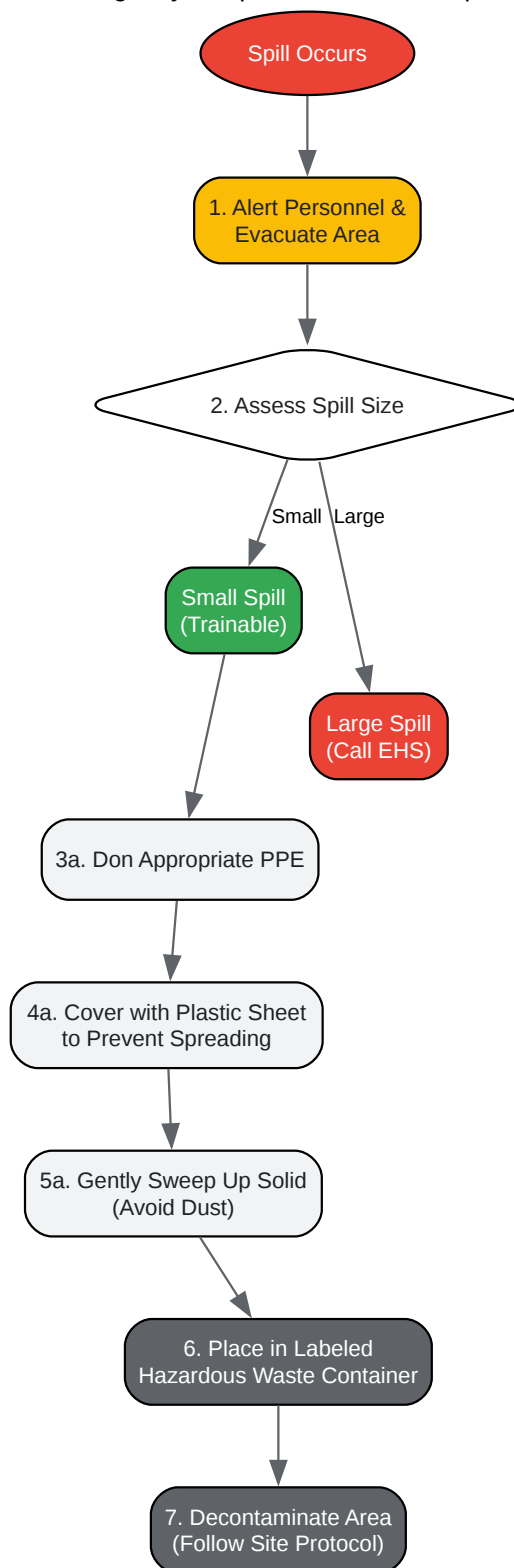 Spill Occurs
1. Alert Personnel &
Evacuate Area
2. Assess Spill Size
Small
Large
Small Spill
(Trainable)
Large Spill
(Call EHS)
3a. Don Appropriate PPE
4a. Cover with Plastic Sheet
to Prevent Spreading
5a. Gently Sweep Up Solid
(Avoid Dust)
6. Place in Labeled
Hazardous Waste Container
7. Decontaminate Area
(Follow Site Protocol)